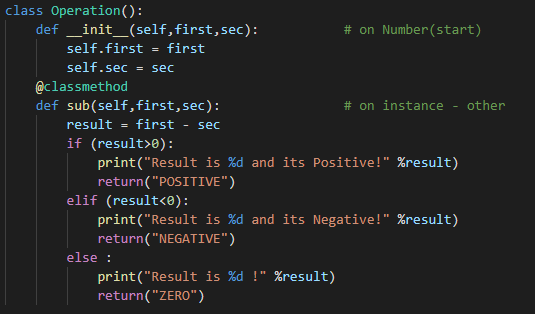 class Operation():
    def __init__(self,first,sec):           # on Number(start)
        self.first = first
        self.sec = sec
    @classmethod
    def sub(self,first,sec):                # on instance - other
        result = first - sec
        if (result>0):
            print("Result is %d and its Positive!" %result)
            return("POSITIVE")
        elif (result<0):
            print("Result is %d and its Negative!" %result)
            return("NEGATIVE")
        else :
            print("Result is %d !" %result)
            return("ZERO")